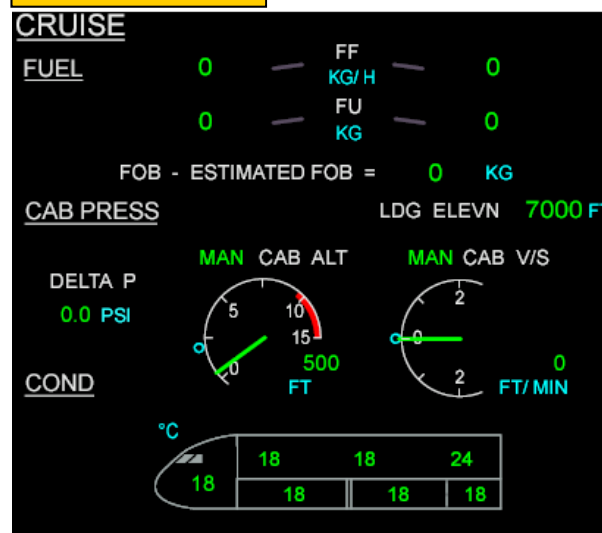 CRUISE
FUEL 0 FF 0
KG/H
0 FU 0
KG
FOB - ESTIMATED FOB = 0 KG
CAB PRESS LDG ELEVN 7000 FT
MAN CAB ALT MAN CAB V/S
DELTA P
0.0 PSI
5 10 2
15 0
0 500 0
FT 2 FT/MIN
COND
°C
18 18 24
18
18 18 18